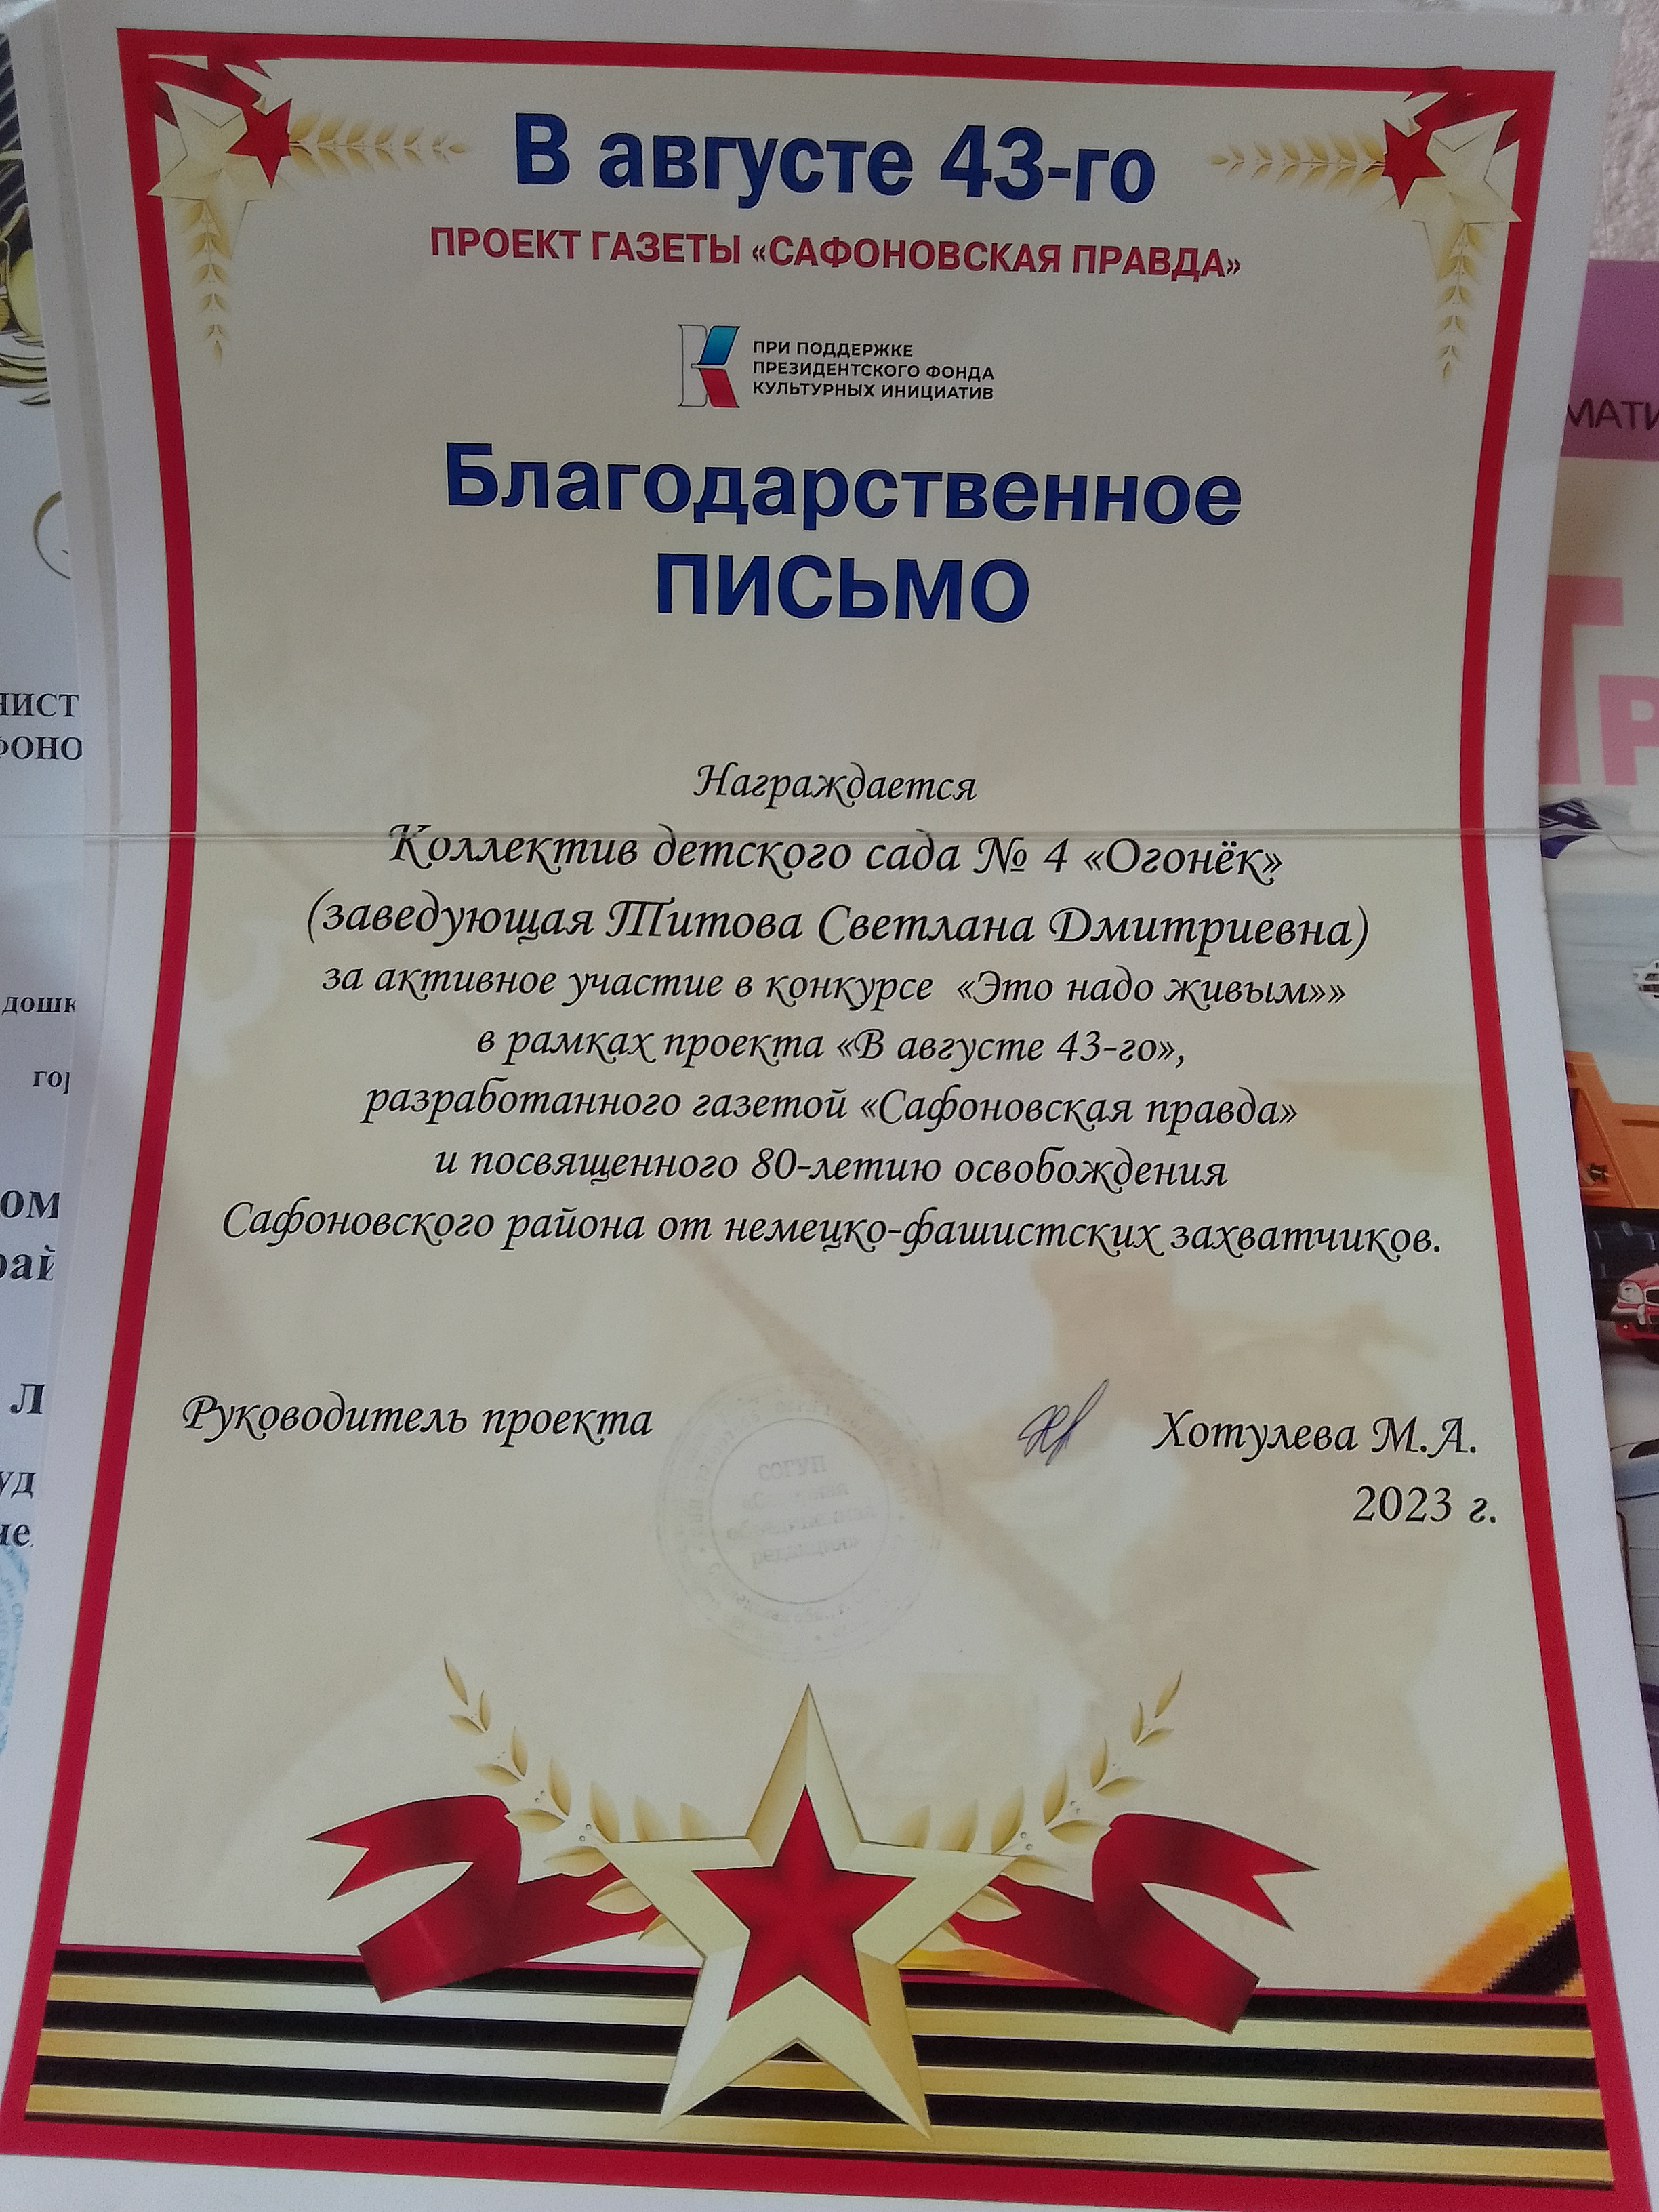 В августе 43-го
ПРОЕКТ ГАЗЕТЫ «САФОНОВСКАЯ ПРАВДА»
ПРИ ПОДДЕРЖКЕ
ПРЕЗИДЕНТСКОГО ФОНДА
КУЛЬТУРНЫХ ИНИЦИАТИВ
Благодарственное
ПИСЬМО
Награждается
Коллектив детского сада № 4 «Огонёк»
(заведующая Титова Светлана Дмитриевна)
за активное участие в конкурсе «Это надо живым»»
в рамках проекта «В августе 43-го»,
разработанного газетой «Сафоновская правда»
и посвященного 80-летию освобождения
Сафоновского района от немецко-фашистских захватчиков.
Руководитель проекта
Хотулева М.А.
2023 г.
СОГУП
редакция»